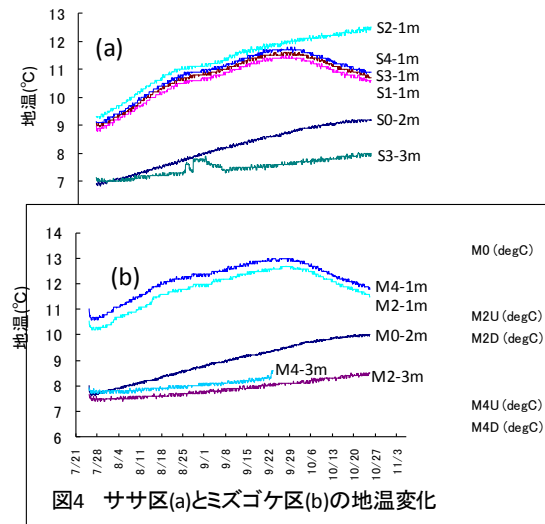 (a)
地温(℃)
13
12
11
10
9
8
7
S2-1m
S4-1m
S3-1m
S1-1m
S0-2m
S3-3m
(b)
地温(℃)
14
13
12
11
10
9
8
7
6
M4-1m
M2-1m
M0-2m
M4-3m
M2-3m
M0 (degC)
M2U (degC)
M2D (degC)
M4U (degC)
M4D (degC)
7/21
7/28
8/4
8/11
8/18
8/25
9/1
9/8
9/15
9/22
9/29
10/6
10/13
10/20
10/27
11/3
図4 ササ区(a)とミズゴケ区(b)の地温変化